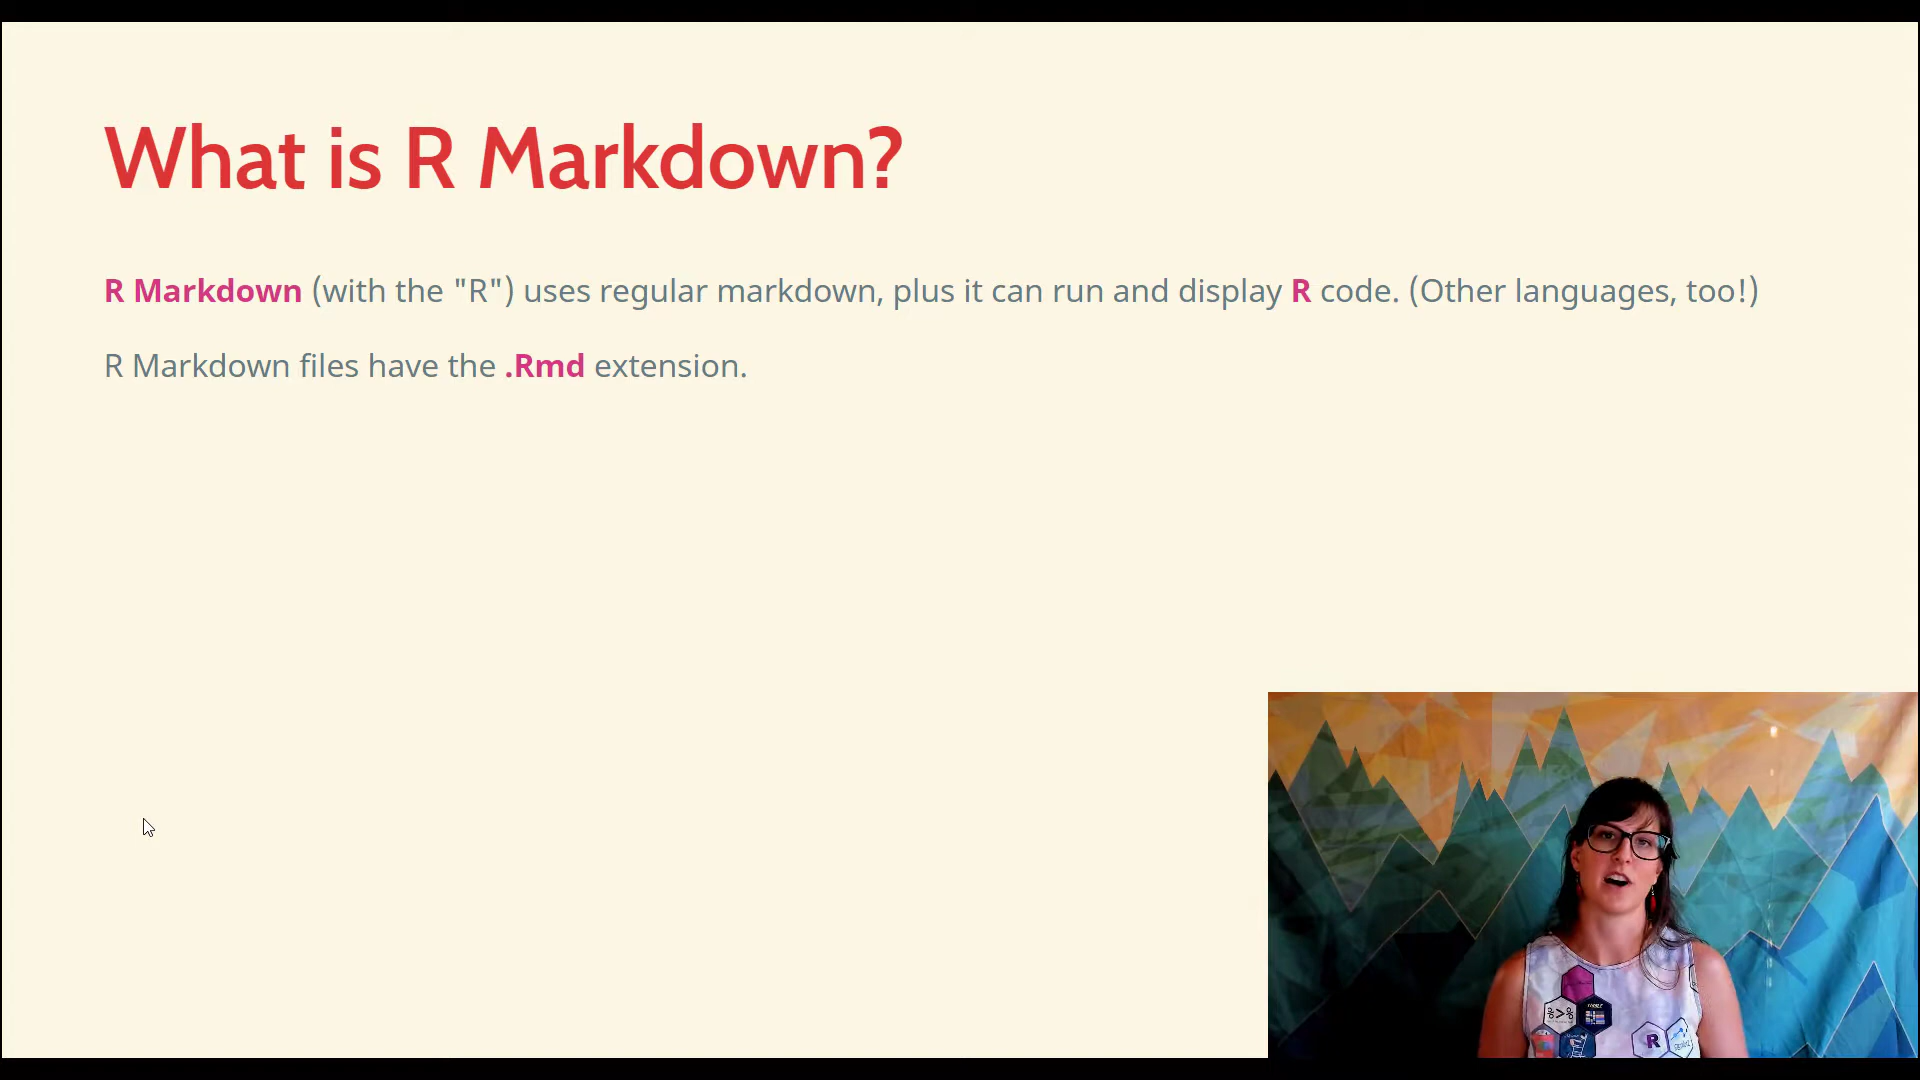 What is R Markdown?
R Markdown (with the "R") uses regular markdown, plus it can run and display R code. (Other languages, too!)
R Markdown files have the .Rmd extension.
R